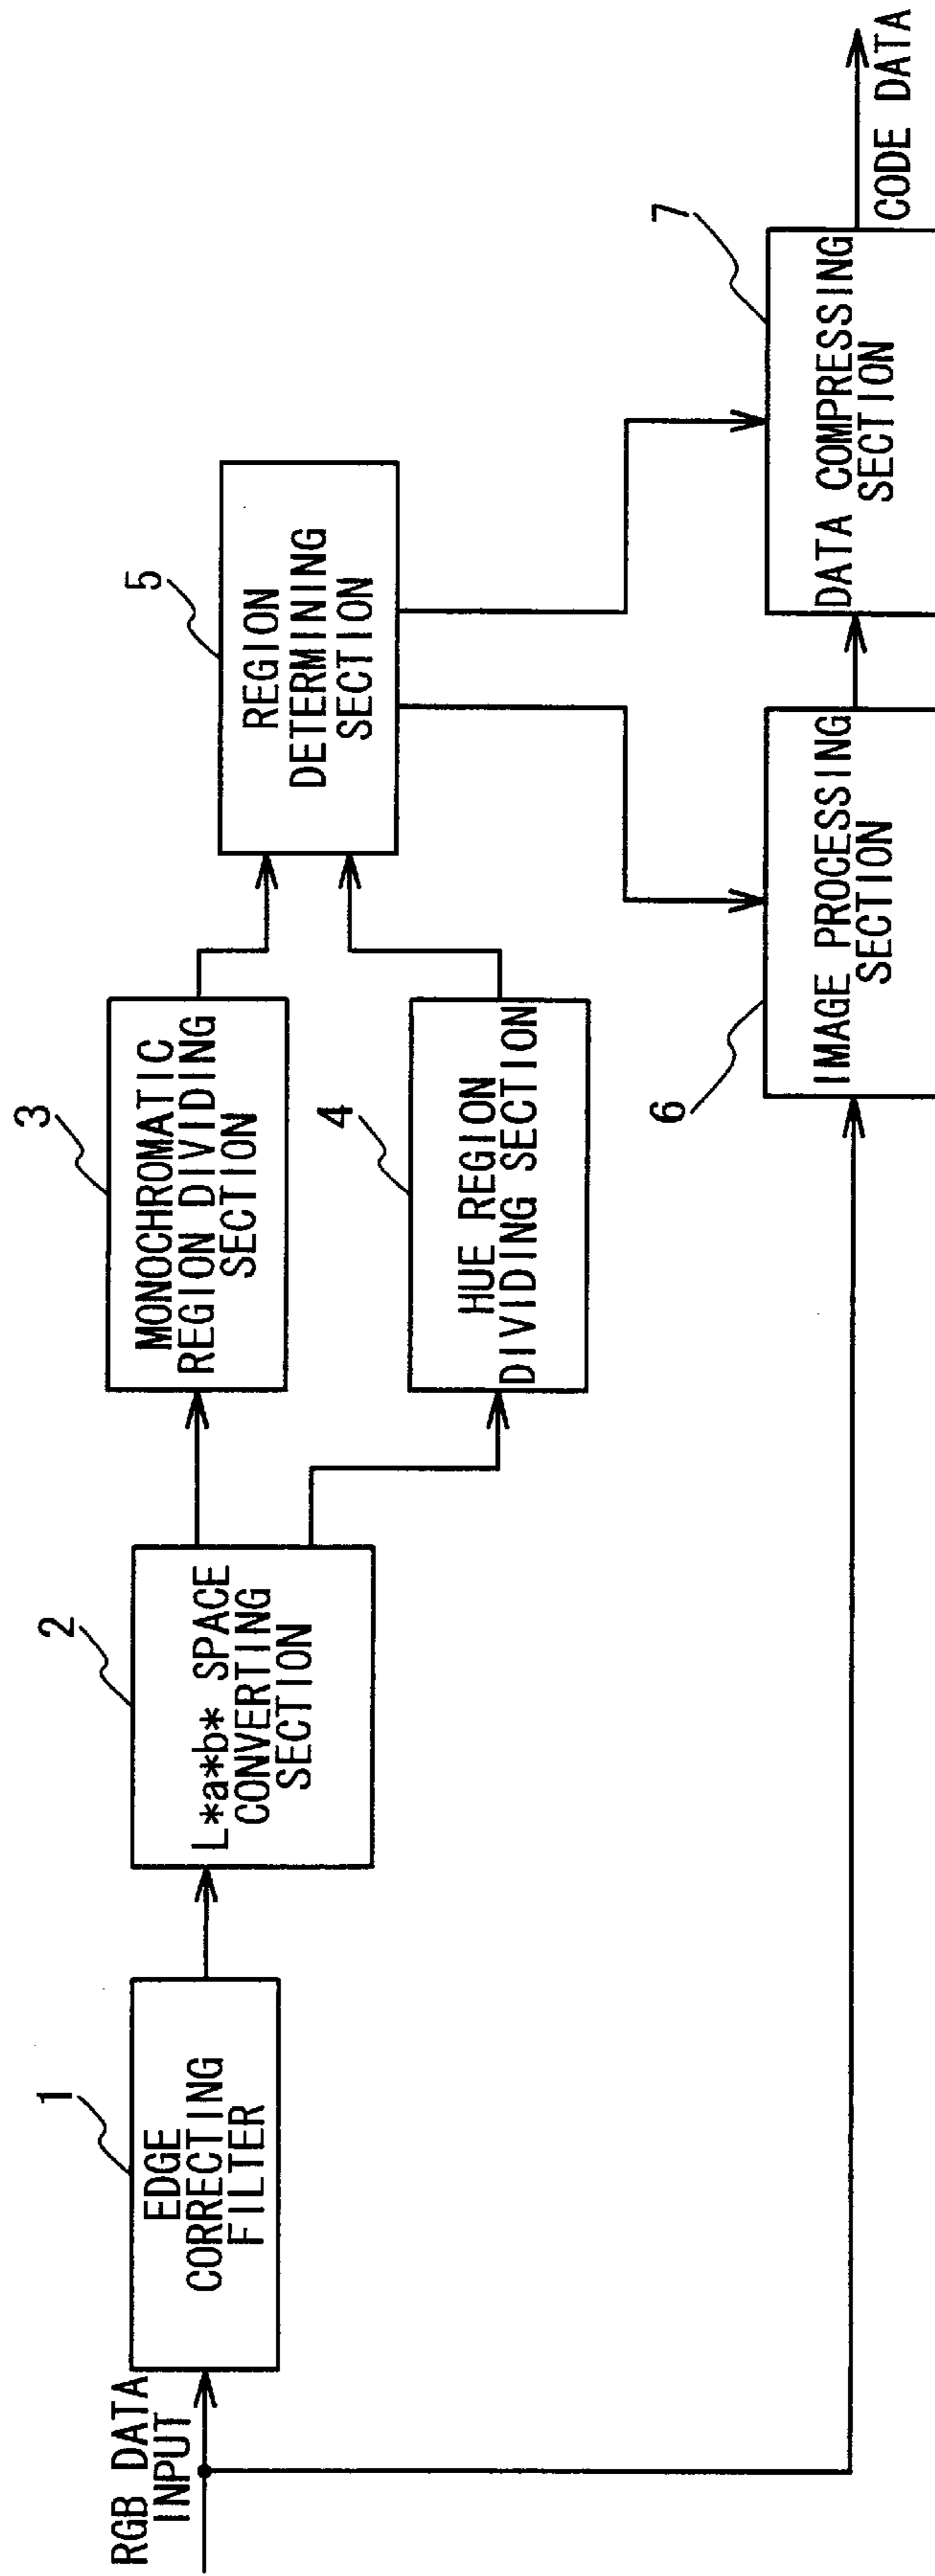 RGB DATA
INPUT
1
EDGE
CORRECTING
FILTER
2
L*a*b* SPACE
CONVERTING
SECTION
3
MONOCHROMATIC
REGION DIVIDING
SECTION
4
HUE REGION
DIVIDING SECTION
5
REGION
DETERMINING
SECTION
6
IMAGE PROCESSING
SECTION
7
DATA COMPRESSING
SECTION
CODE DATA